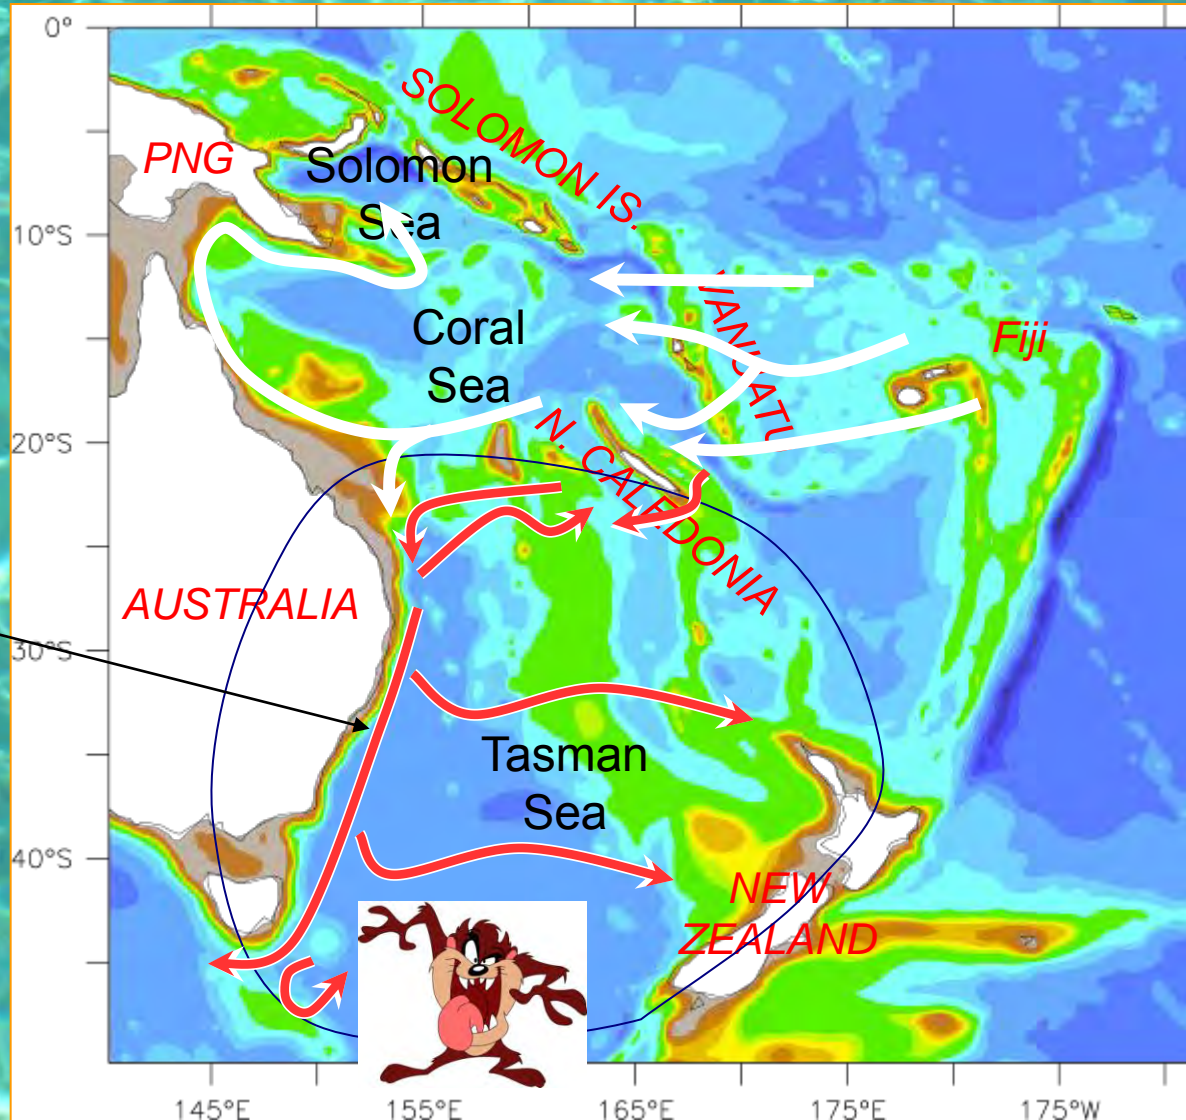 0°
SOLOMON IS.
PNG
Solomon
Sea
10°S
VANUATU
Coral
Sea
Fiji
N. CALEDONIA
20°S
AUSTRALIA
30°S
Tasman
Sea
40°S
NEW
ZEALAND
145°E
155°E
165°E
175°E
175°W